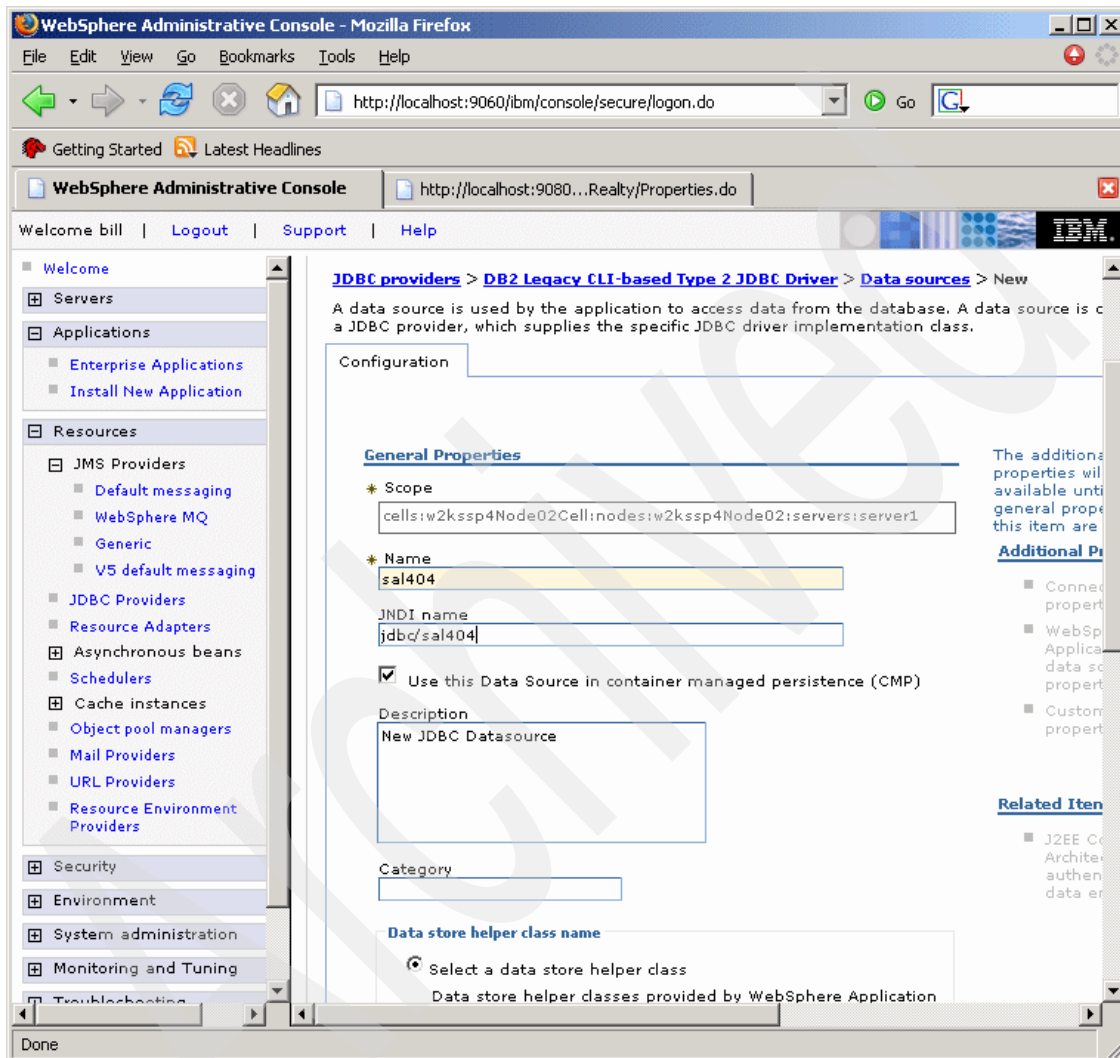 WebSphere Administrative Console - Mozilla Firefox
File Edit View Go Bookmarks Tools Help
http://localhost:9060/ibm/console/secure/logon.do Go G
Getting Started Latest Headlines
WebSphere Administrative Console http://localhost:9080...Realty/Properties.do
Welcome bill | Logout | Support | Help IBM.
Welcome
Servers
Applications
Enterprise Applications
Install New Application
Resources
JMS Providers
Default messaging
WebSphere MQ
Generic
V5 default messaging
JDBC Providers
Resource Adapters
Asynchronous beans
Schedulers
Cache instances
Object pool managers
Mail Providers
URL Providers
Resource Environment
Providers
Security
Environment
System administration
Monitoring and Tuning
Troubleshooting
JDBC providers > DB2 Legacy CLI-based Type 2 JDBC Driver > Data sources > New
A data source is used by the application to access data from the database. A data source is c
a JDBC provider, which supplies the specific JDBC driver implementation class.
Configuration
General Properties
Scope
cells:w2kssp4Node02Cell:nodes:w2kssp4Node02:servers:server1
Name
sal404
JNDI name
jdbc/sal404
Use this Data Source in container managed persistence (CMP)
Description
New JDBC Datasource
Category
Data store helper class name
Select a data store helper class
Data store helper classes provided by WebSphere Application
The additiona
properties wil
available unti
general prope
this item are
Additional Pr
Connec
propert
WebSp
Applica
data so
propert
Custom
propert
Related Iten
J2EE Co
Archite
authen
data en
Done
Archived